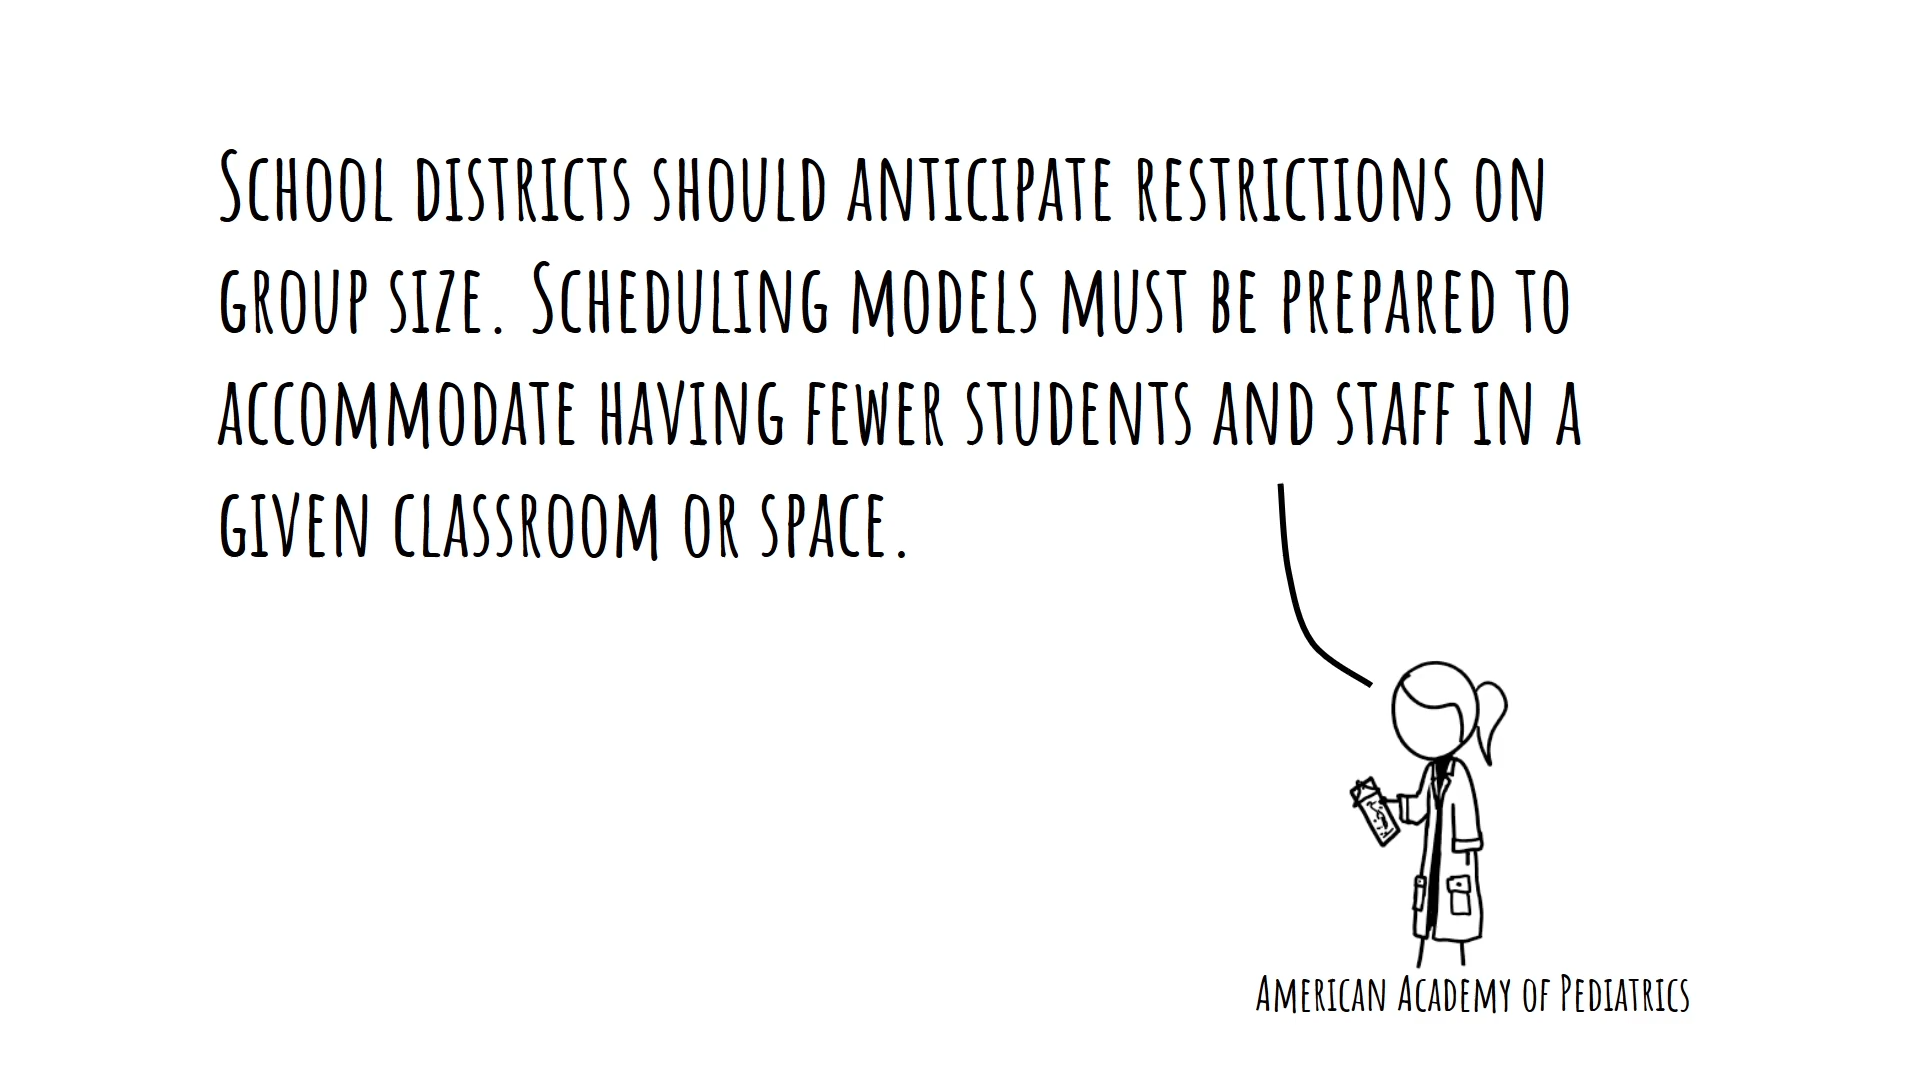 School districts should anticipate restrictions on
group size. Scheduling models must be prepared to
accommodate having fewer students and staff in a
given classroom or space.
American Academy of Pediatrics